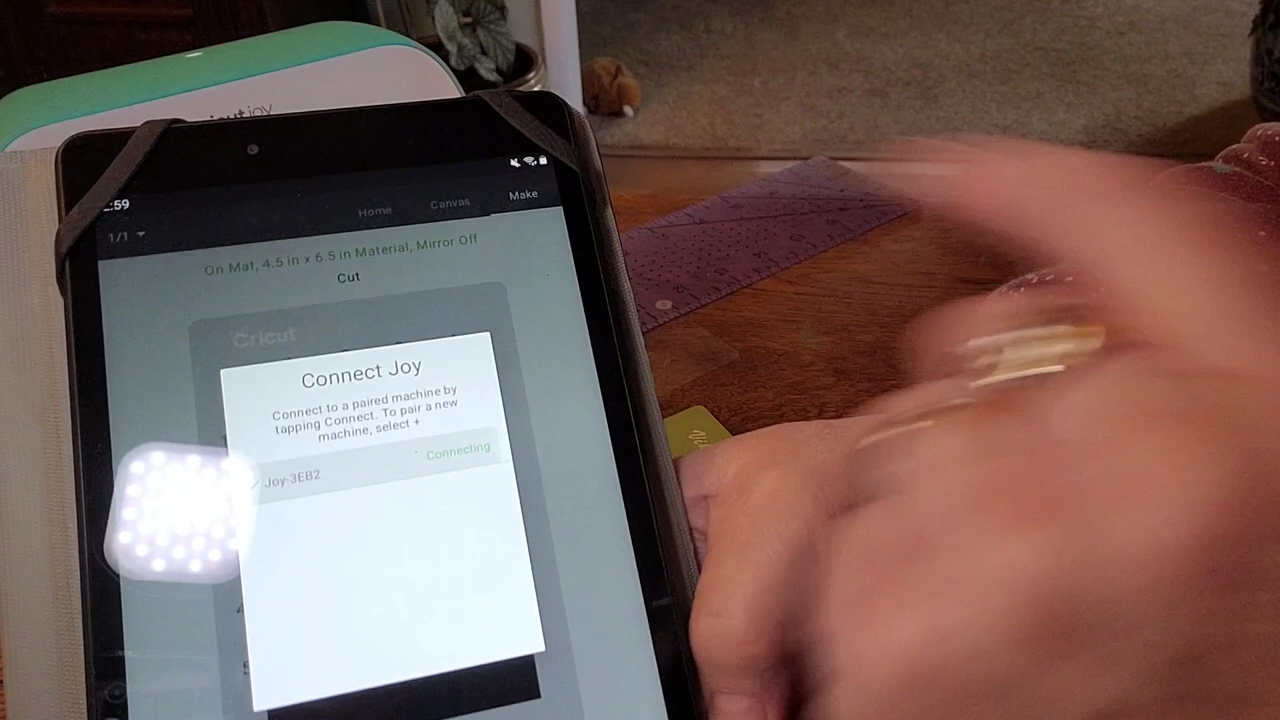 joy
:59
Home Canvas Make
1/1
On Mat, 4.5 in x 6.5 in Material, Mirror Off
Cut
Cricut
Connect Joy
Connect to a paired machine by
tapping Connect. To pair a new
machine, select +
Joy-3EB2 Connecting